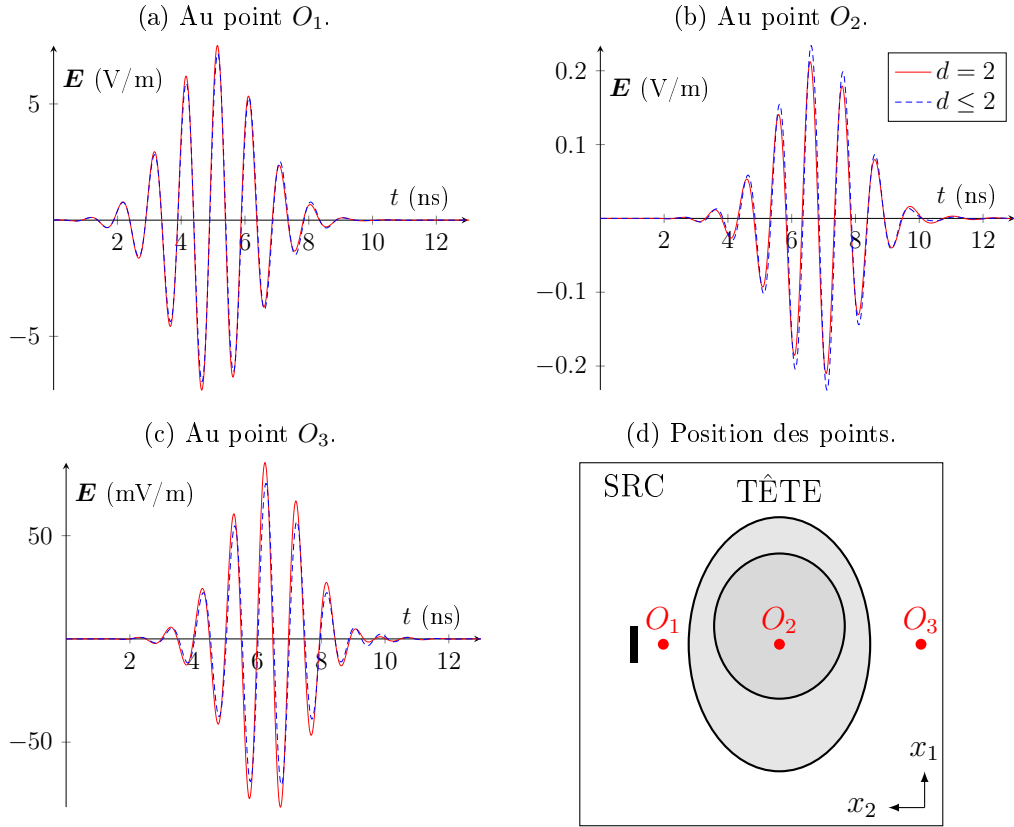 (a) Au point O₁.
E (V/m)
5
−5
2 4 6 8 10 12
t (ns)
(b) Au point O₂.
E (V/m)
0.2
0.1
−0.1
−0.2
2 4 6 8 10 12
t (ns)
d = 2
d ≤ 2
(c) Au point O₃.
E (mV/m)
50
−50
2 4 6 8 10 12
t (ns)
(d) Position des points.
SRC
TÊTE
O₁
O₂
O₃
x₁
x₂